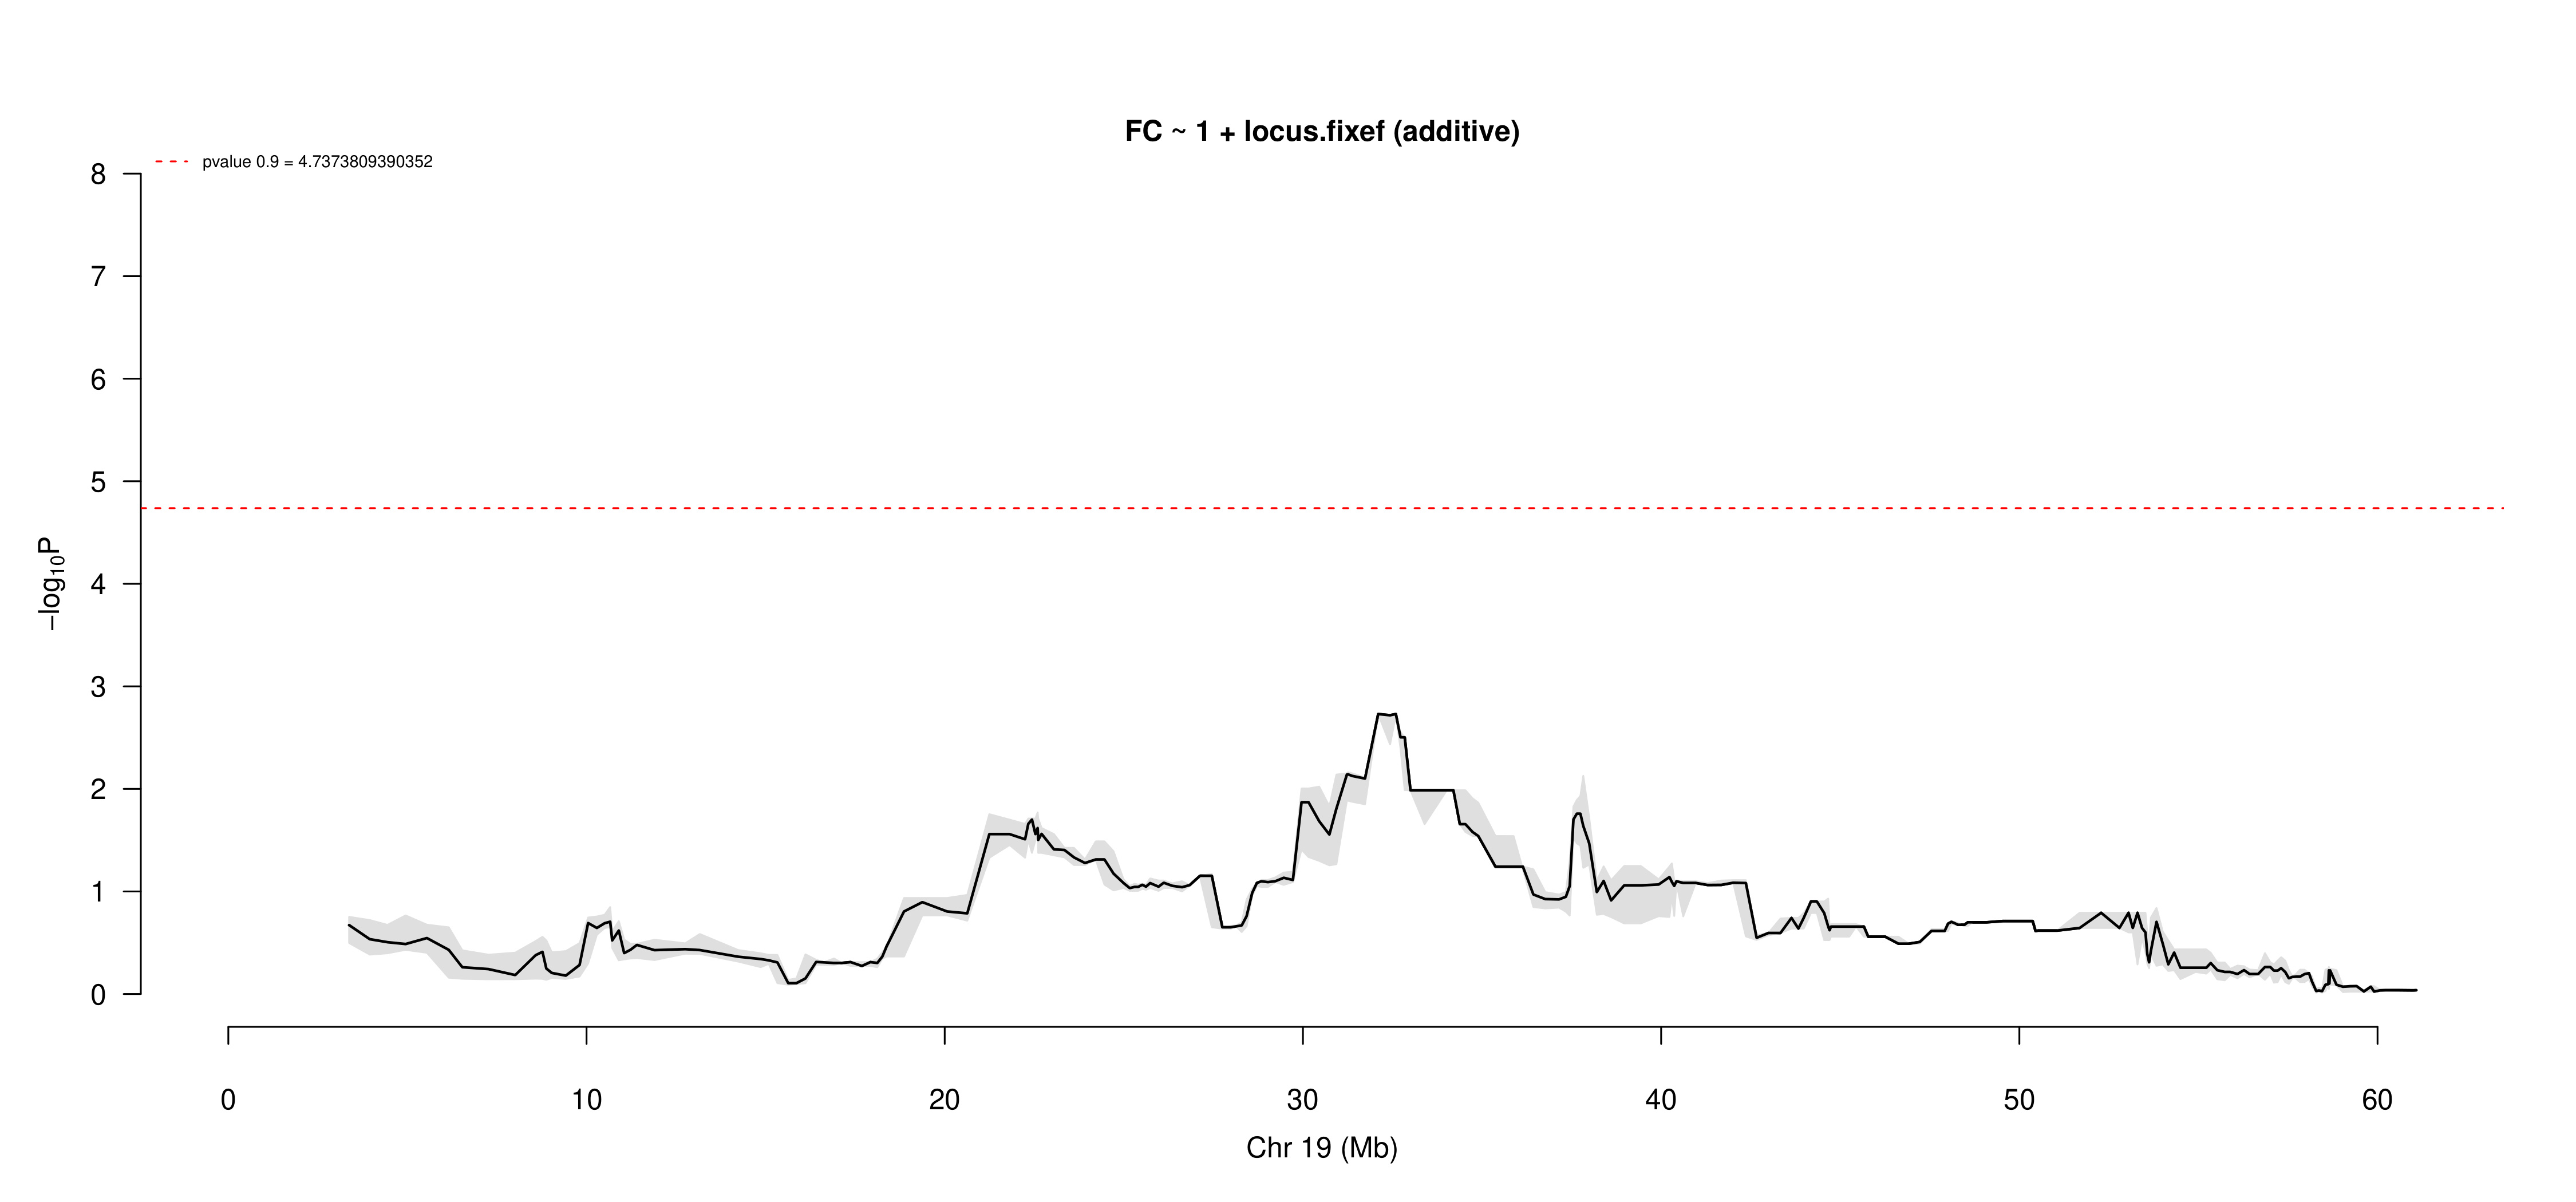 FC ~ 1 + locus.fixef (additive)
pvalue 0.9 = 4.7373809390352
8
7
6
5
4
3
2
1
0
−log10P
0 10 20 30 40 50 60
Chr 19 (Mb)